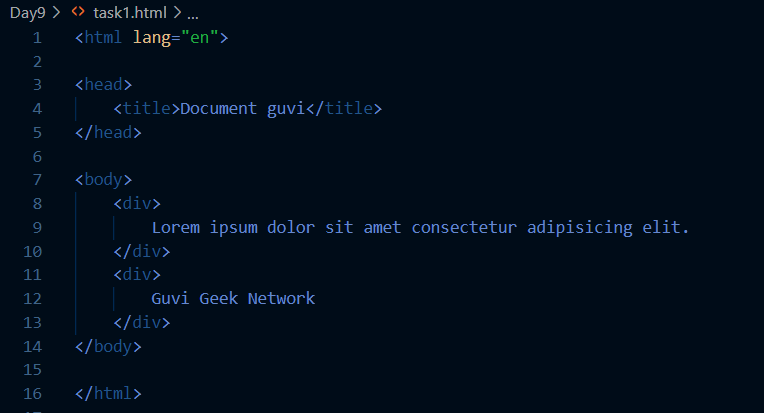 Day9 > <> task1.html > ...
1 <html lang="en">
2
3 <head>
4     <title>Document guvi</title>
5 </head>
6
7 <body>
8     <div>
9         Lorem ipsum dolor sit amet consectetur adipisicing elit.
10     </div>
11     <div>
12         Guvi Geek Network
13     </div>
14 </body>
15
16 </html>